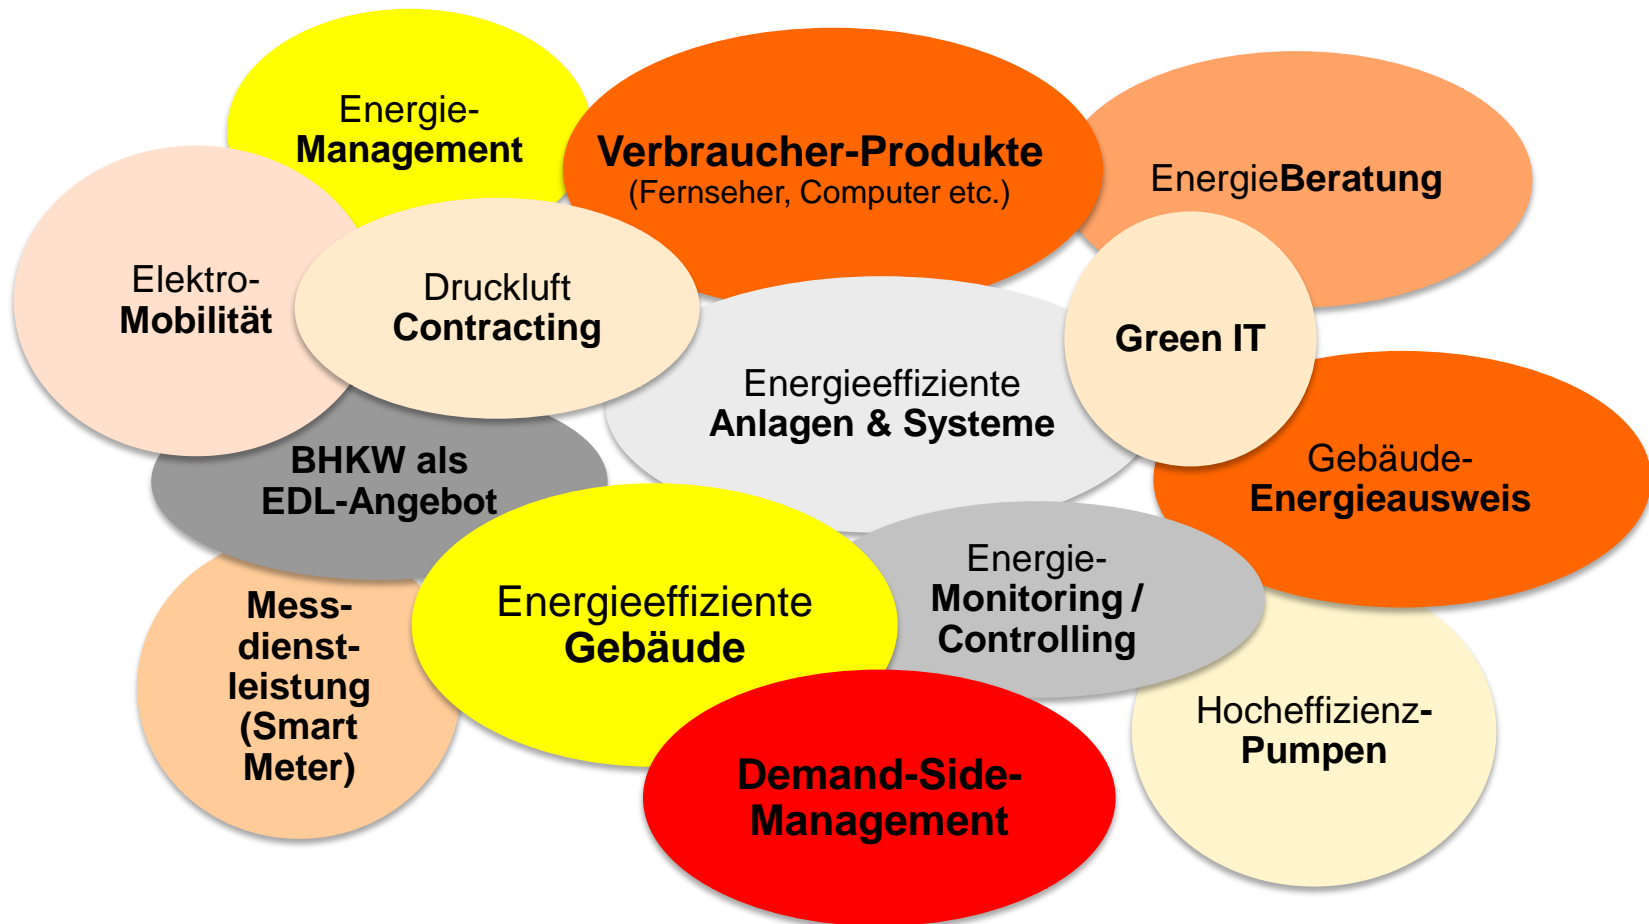 Energie-
Management
Verbraucher-Produkte
(Fernseher, Computer etc.)
EnergieBeratung
Elektro-
Mobilität
Druckluft
Contracting
Green IT
Energieeffiziente
Anlagen & Systeme
BHKW als
EDL-Angebot
Gebäude-
Energieausweis
Energie-
Monitoring /
Controlling
Energieeffiziente
Gebäude
Mess-
dienst-
leistung
(Smart
Meter)
Hocheffizienz-
Pumpen
Demand-Side-
Management